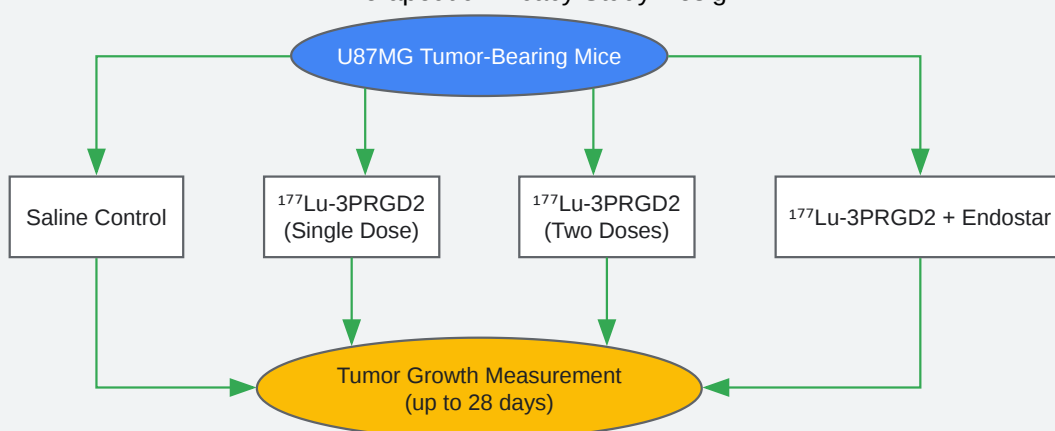 U87MG Tumor-Bearing Mice
Saline Control
¹⁷⁷Lu-3PRGD2
(Single Dose)
¹⁷⁷Lu-3PRGD2
(Two Doses)
¹⁷⁷Lu-3PRGD2 + Endostar
Tumor Growth Measurement
(up to 28 days)